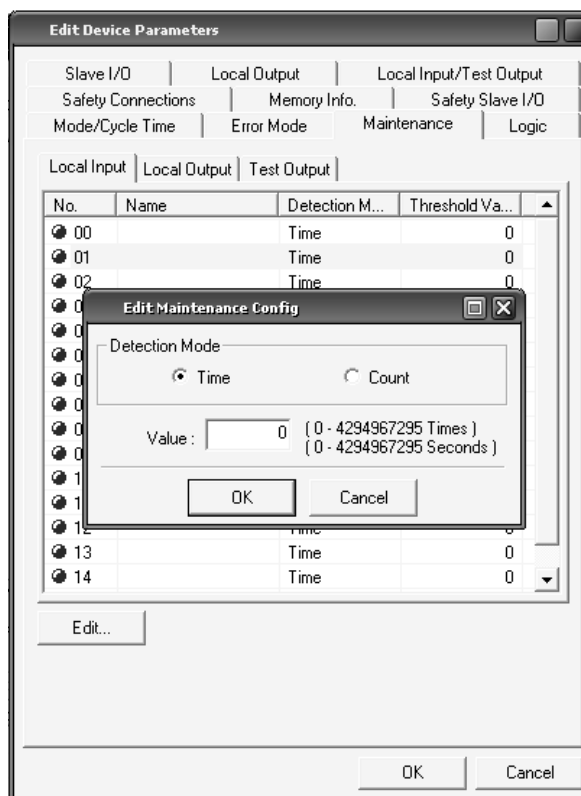 Edit Device Parameters
Slave I/O Local Output Local Input/Test Output
Safety Connections Memory Info. Safety Slave I/O
Mode/Cycle Time Error Mode Maintenance Logic
Local Input Local Output Test Output
No. Name Detection M... Threshold Va...
00 Time 0
01 Time 0
02 Time 0
Edit Maintenance Config
Detection Mode
Time Count
Value : 0 ( 0 - 4294967295 Times )
( 0 - 4294967295 Seconds )
OK Cancel
12 Time 0
13 Time 0
14 Time 0
Edit...
OK Cancel